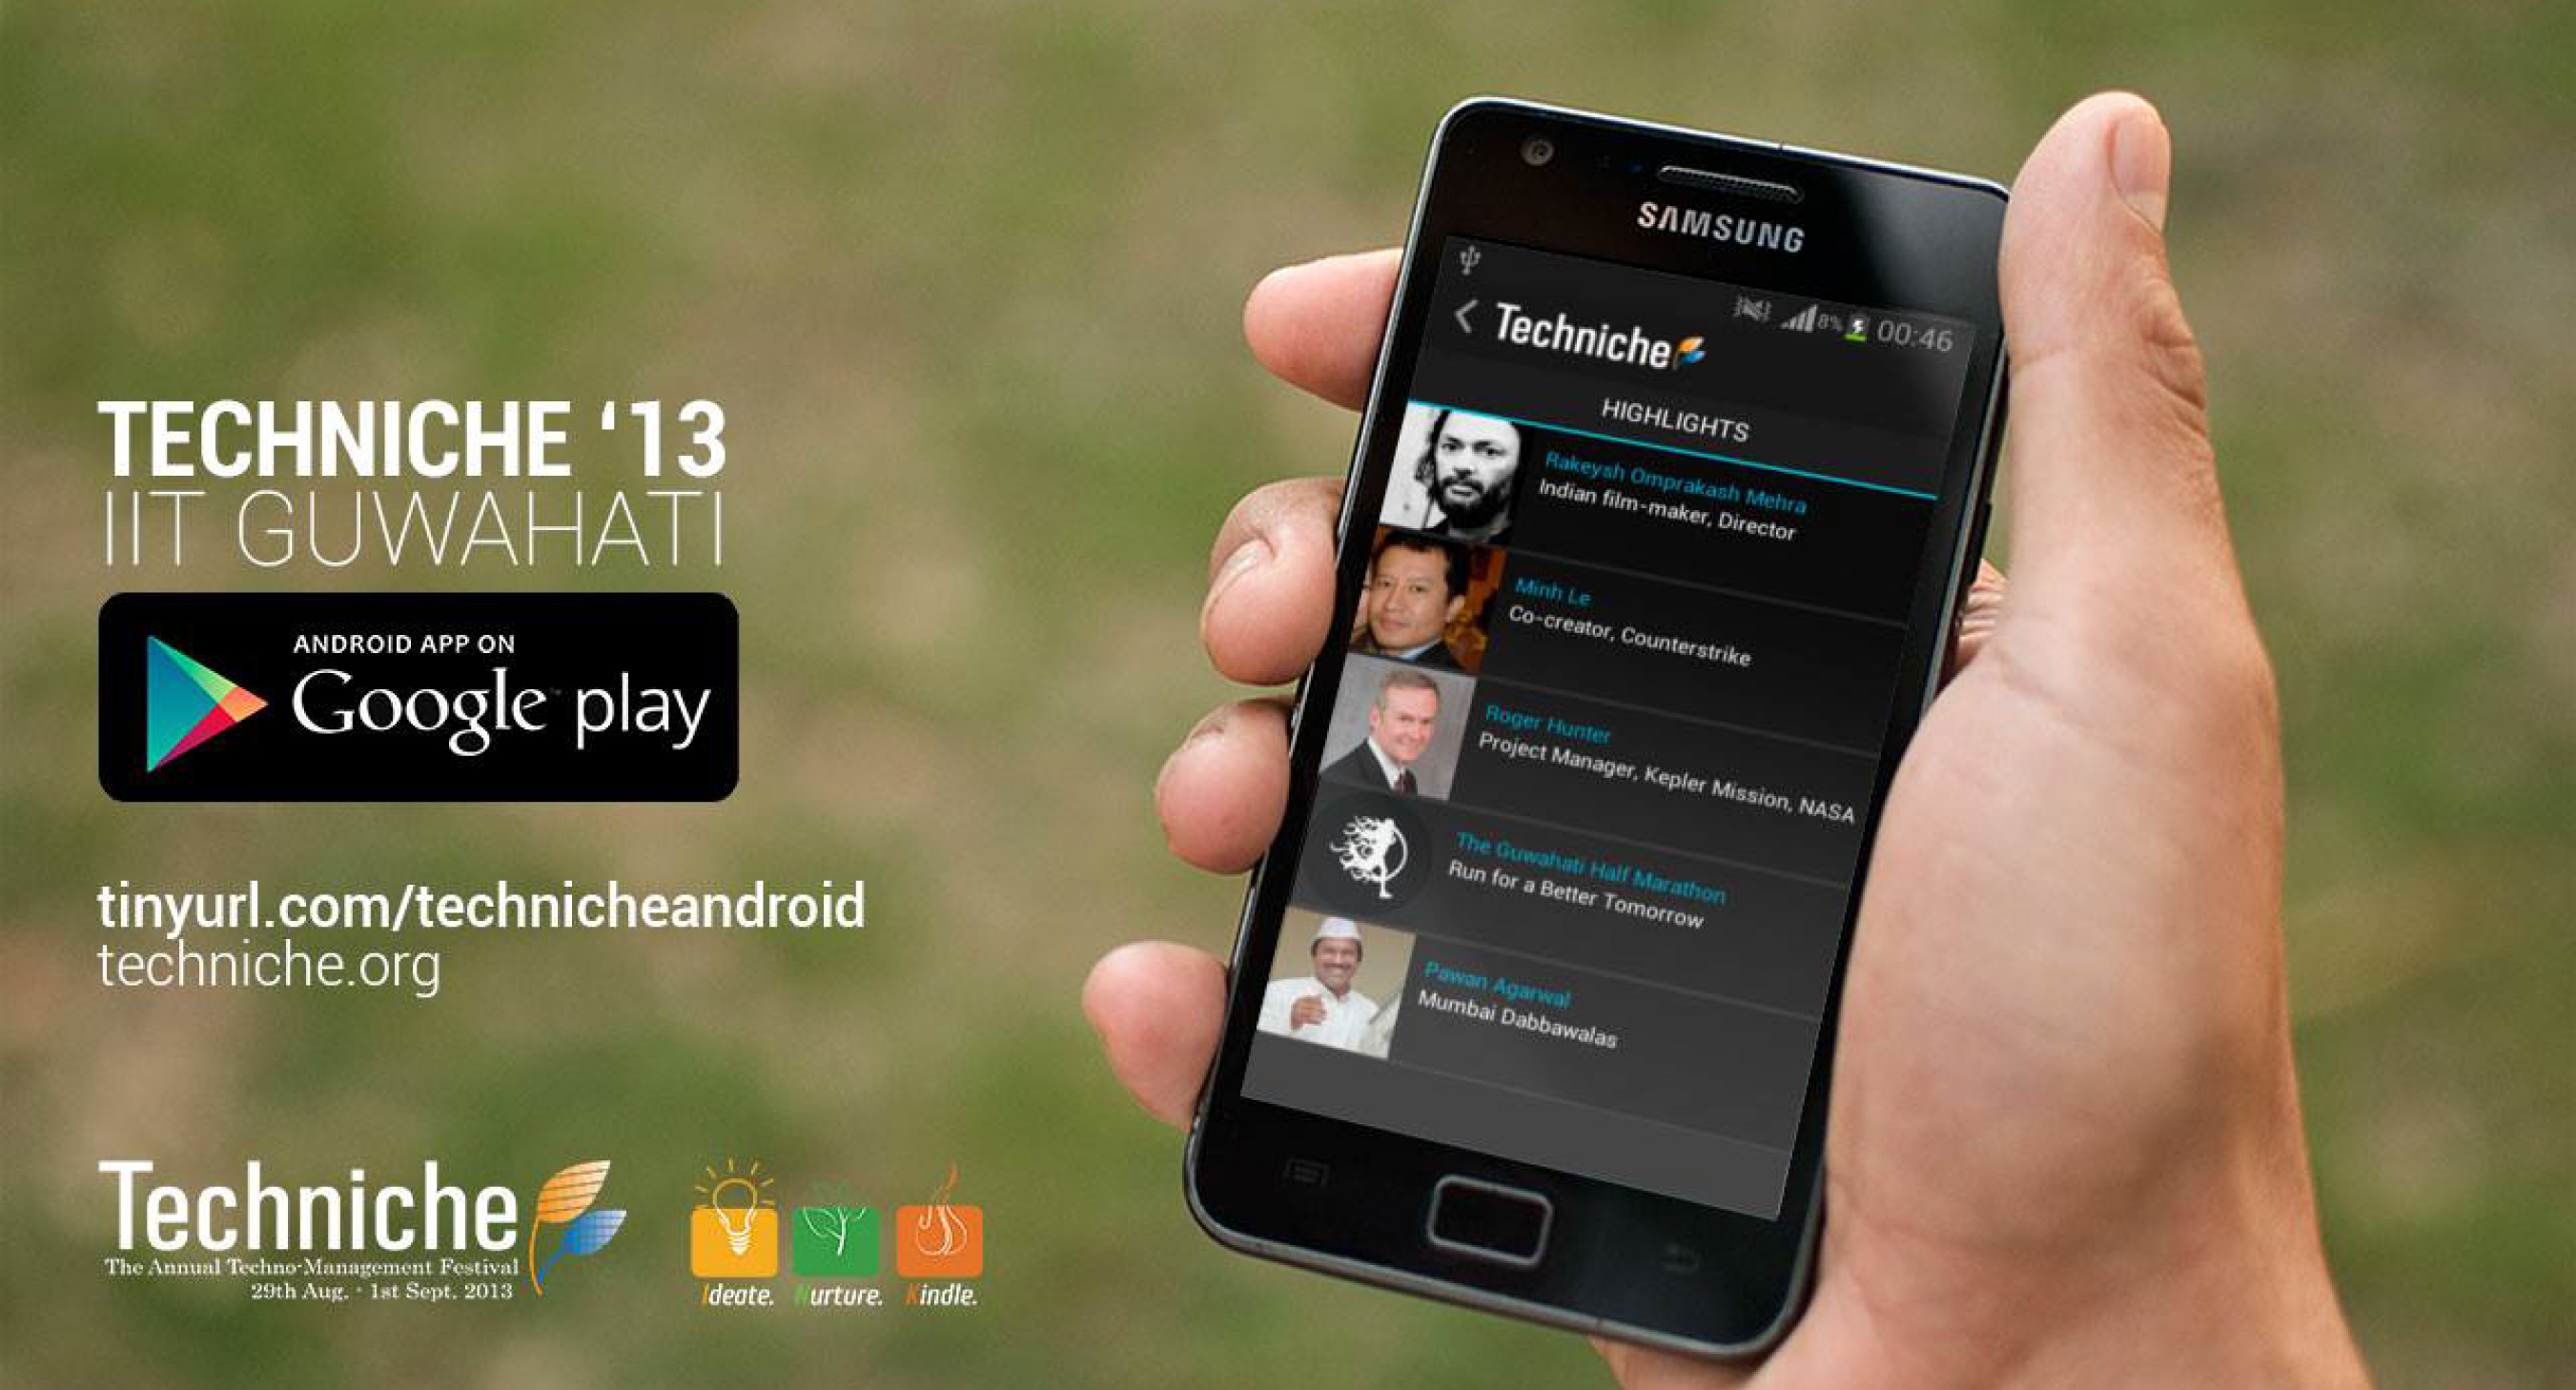 TECHNICHE ‘13
IIT GUWAHATI
ANDROID APP ON
Google play
tinyurl.com/technicheandroid
techniche.org
Techniche
The Annual Techno-Management Festival
29th Aug. - 1st Sept. 2013
Ideate. Nurture. Kindle.
SAMSUNG
8% 00:46
Techniche
HIGHLIGHTS
Rakeysh Omprakash Mehra
Indian film-maker, Director
Minh Le
Co-creator, Counterstrike
Roger Hunter
Project Manager, Kepler Mission, NASA
The Guwahati Half Marathon
Run for a Better Tomorrow
Pawan Agarwal
Mumbai Dabbawalas